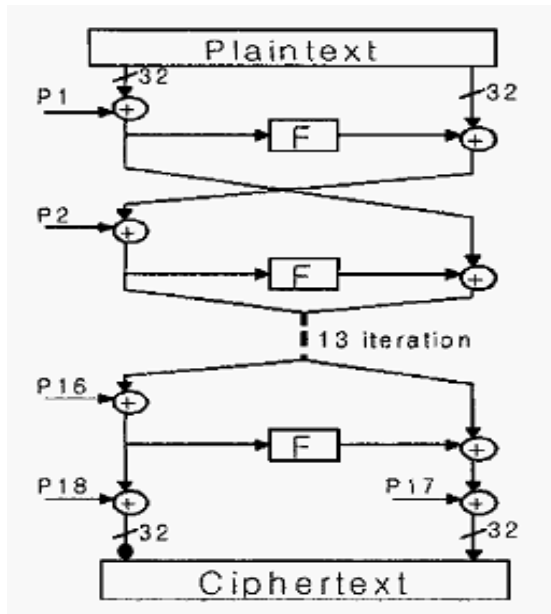 Plaintext
32
32
P1
F
P2
F
13 iteration
P16
F
P18
P17
32
32
Ciphertext